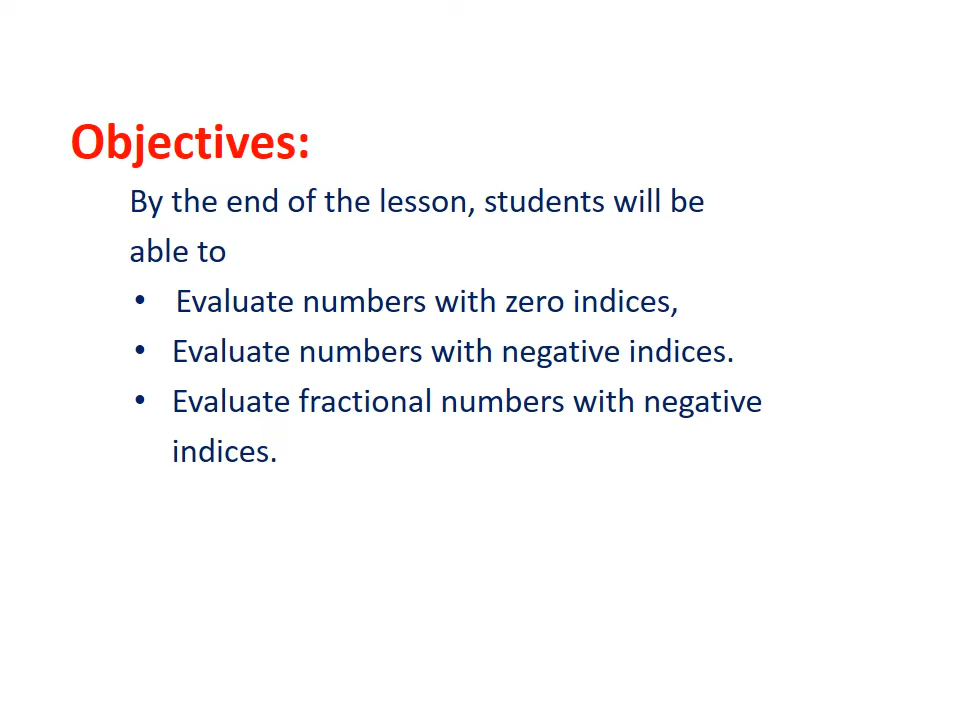 Objectives:
By the end of the lesson, students will be
able to
• Evaluate numbers with zero indices,
• Evaluate numbers with negative indices.
• Evaluate fractional numbers with negative
indices.